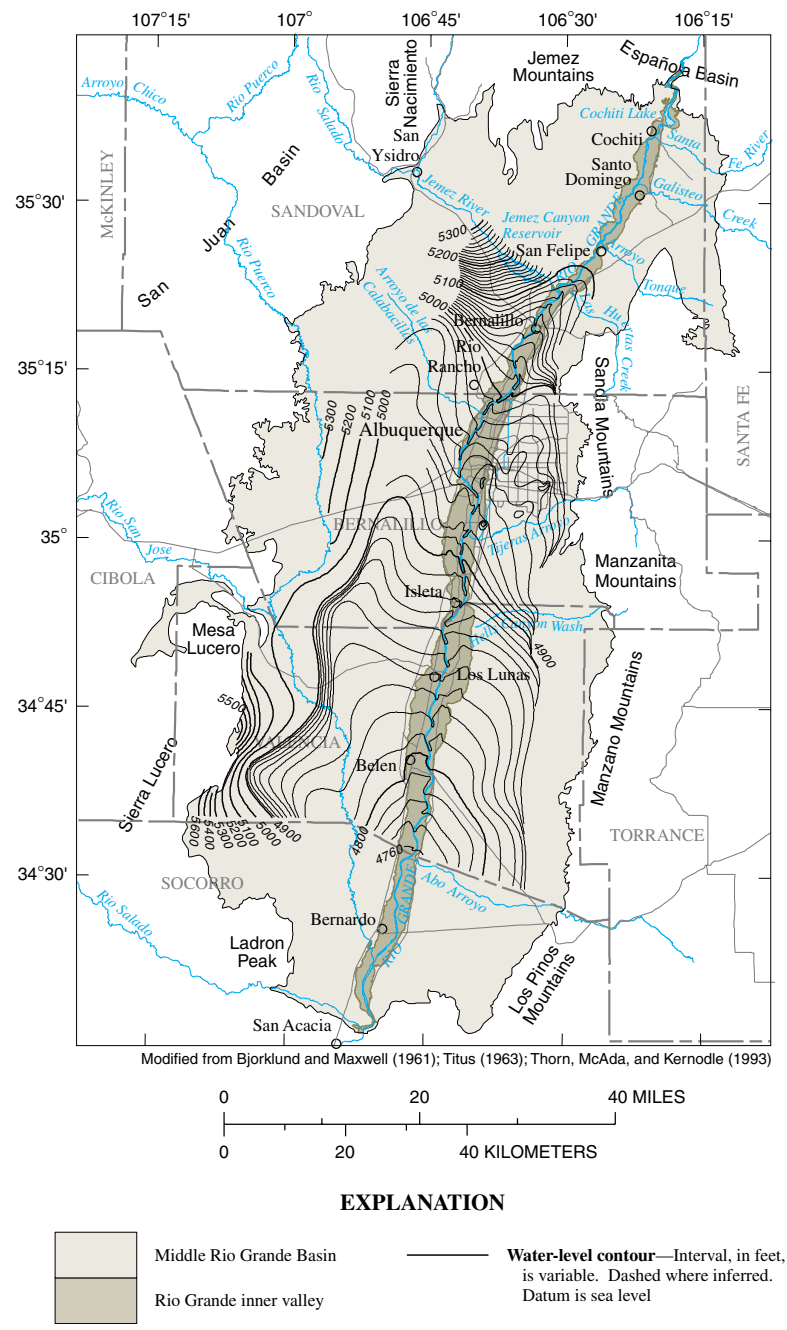 107°15'
107°
106°45'
106°30'
106°15'
Española Basin
Jemez
Mountains
Sierra
Nacimiento
Arroyo Chico
Rio Puerco
Rio
Salado
San
Ysidro
Cochiti Lake
Cochiti
Santa
Fe River
Santo
Domingo
Galisteo
Creek
McKINLEY
San Juan Basin
SANDOVAL
35°30'
Jemez River
Jemez Canyon
Reservoir
RIO GRANDE
San Felipe
Arroyo
Tonque
Rio Puerco
5300
5200
5100
5000
Arroyo de las
Calabacillas
Bernalillo
Las
Huertas Creek
Rio
Rancho
35°15'
Sandia Mountains
SANTA FE
5300
5200
5100
5000
Albuquerque
Rio San
Jose
BERNALILLO
Tijeras Arroyo
35°
CIBOLA
Manzanita
Mountains
Isleta
Mesa
Lucero
Hells Canyon Wash
4900
Los Lunas
34°45'
5500
VALENCIA
Manzano Mountains
Sierra Lucero
Belen
5600
5400
5300
5200
5100
5000
4900
4800
4760
TORRANCE
34°30'
SOCORRO
Abo Arroyo
Rio Salado
Bernardo
RIO GRANDE
Ladron
Peak
Los Pinos
Mountains
San Acacia
Modified from Bjorklund and Maxwell (1961); Titus (1963); Thorn, McAda, and Kernodle (1993)
0 20 40 MILES
0 20 40 KILOMETERS
EXPLANATION
Middle Rio Grande Basin
Rio Grande inner valley
Water-level contour—Interval, in feet,
is variable. Dashed where inferred.
Datum is sea level